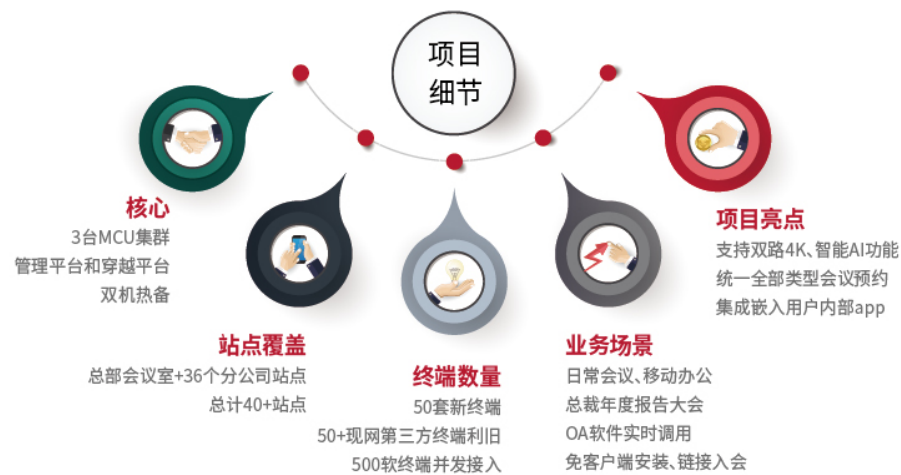 项目
细节
核心
3台MCU集群
管理平台和穿越平台
双机热备
站点覆盖
总部会议室+36个分公司站点
总计40+站点
终端数量
50套新终端
50+现网第三方终端利旧
500软终端并发接入
业务场景
日常会议、移动办公
总裁年度报告大会
OA软件实时调用
免客户端安装、链接入会
项目亮点
支持双路4K、智能AI功能
统一全部类型会议预约
集成嵌入用户内部app